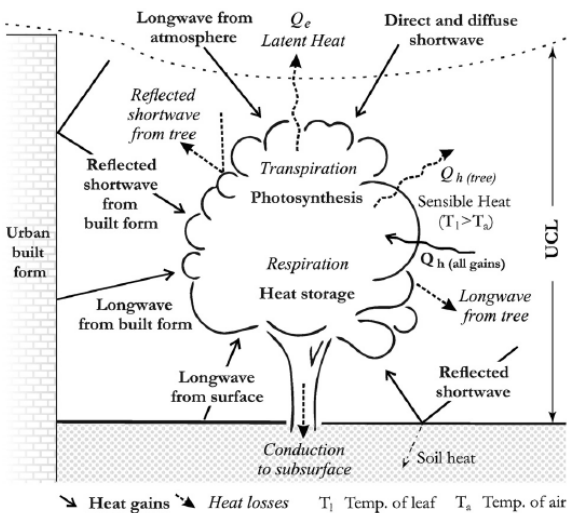 Longwave from
atmosphere
Qe
Latent Heat
Direct and diffuse
shortwave
Reflected
shortwave
from tree
Transpiration
Photosynthesis
Qh (tree)
Sensible Heat
(Tl>Ta)
Reflected
shortwave
from
built form
Urban
built
form
UCL
Qh (all gains)
Respiration
Heat storage
Longwave
from built form
Longwave
from tree
Longwave
from surface
Reflected
shortwave
Conduction
to subsurface
Soil heat
Heat gains Heat losses Tl Temp. of leaf Ta Temp. of air